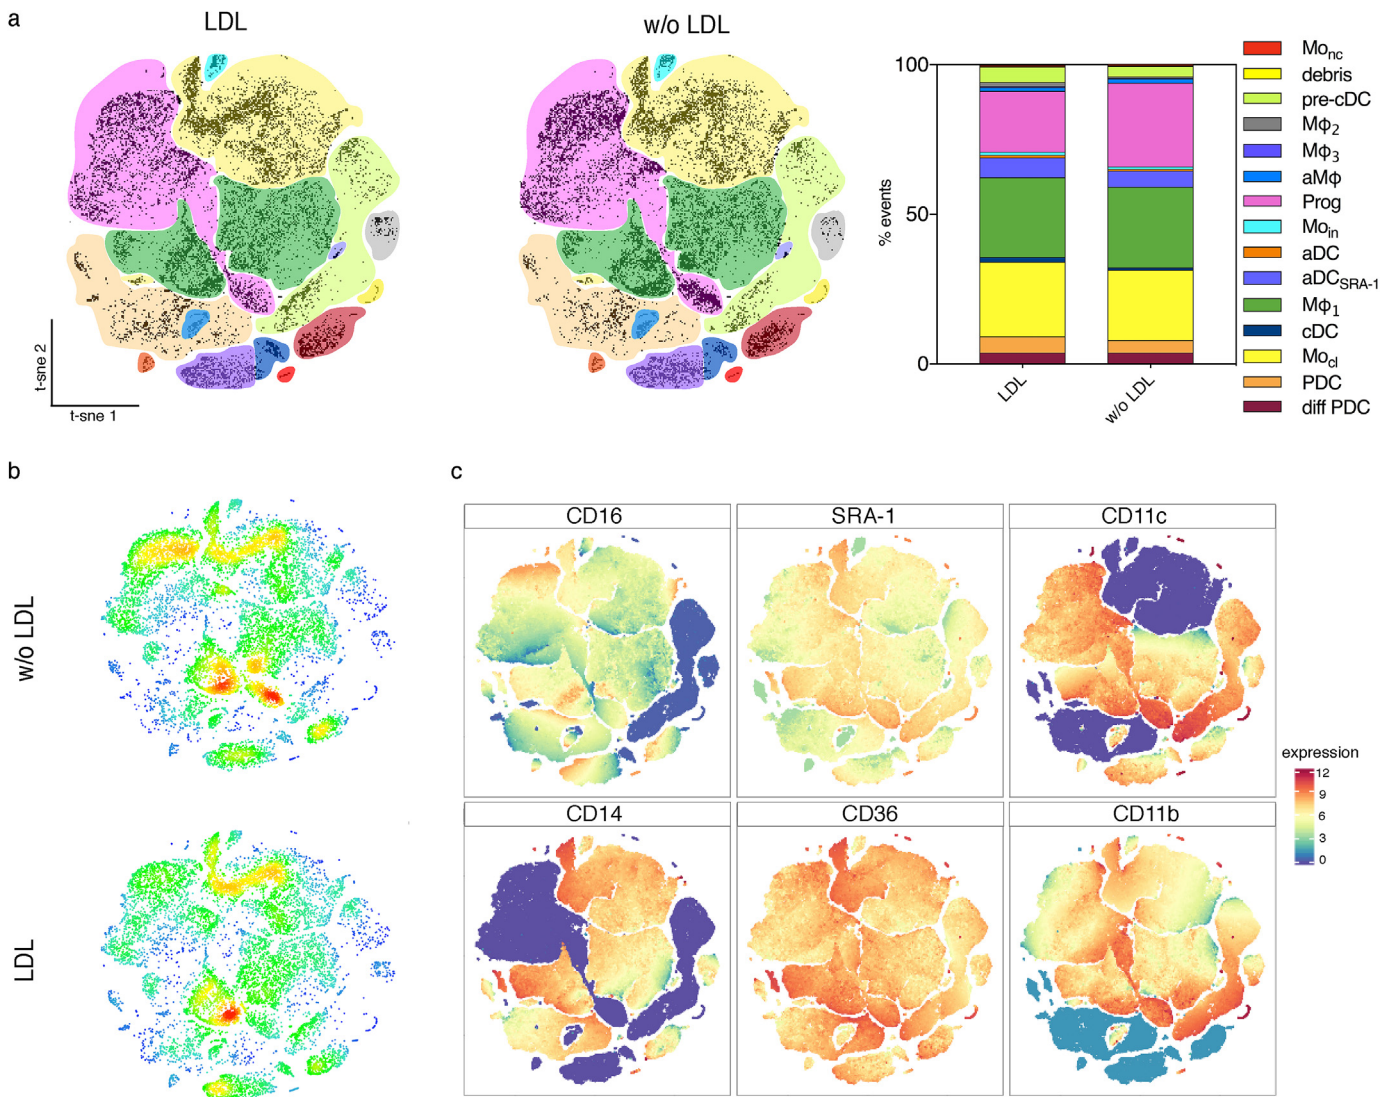 a
LDL
w/o LDL
t-sne 2
t-sne 1
% events
100
50
0
LDL
w/o LDL
Mo_nc
debris
pre-cDC
Mϕ_2
Mϕ_3
aMϕ
Prog
Mo_in
aDC
aDC_SRA-1
Mϕ_1
cDC
Mo_cl
PDC
diff PDC
b
w/o LDL
LDL
c
CD16
SRA-1
CD11c
CD14
CD36
CD11b
expression
12
9
6
3
0